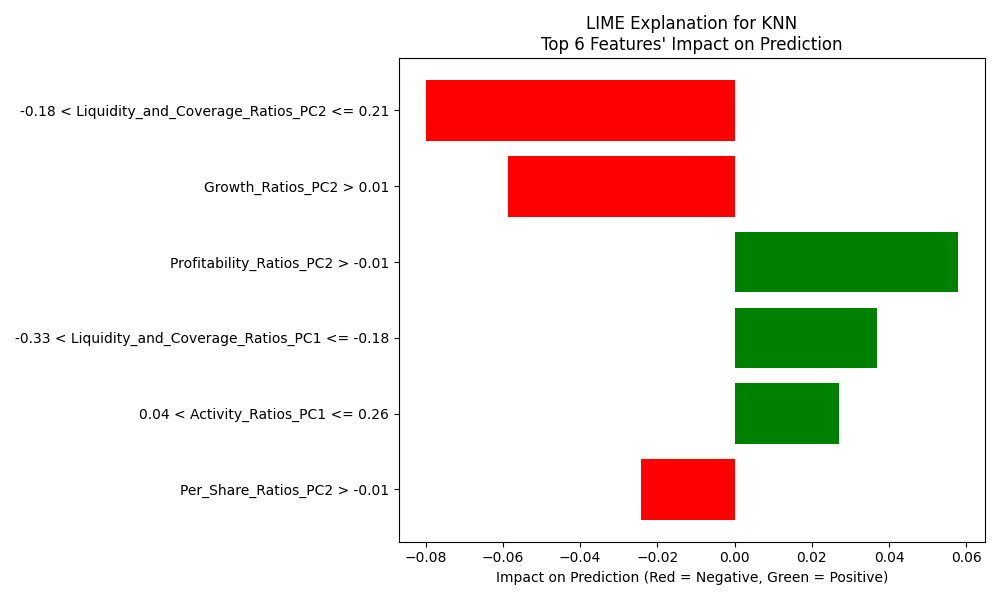 LIME Explanation for KNN
Top 6 Features' Impact on Prediction
-0.18 < Liquidity_and_Coverage_Ratios_PC2 <= 0.21
Growth_Ratios_PC2 > 0.01
Profitability_Ratios_PC2 > -0.01
-0.33 < Liquidity_and_Coverage_Ratios_PC1 <= -0.18
0.04 < Activity_Ratios_PC1 <= 0.26
Per_Share_Ratios_PC2 > -0.01
−0.08 −0.06 −0.04 −0.02 0.00 0.02 0.04 0.06
Impact on Prediction (Red = Negative, Green = Positive)